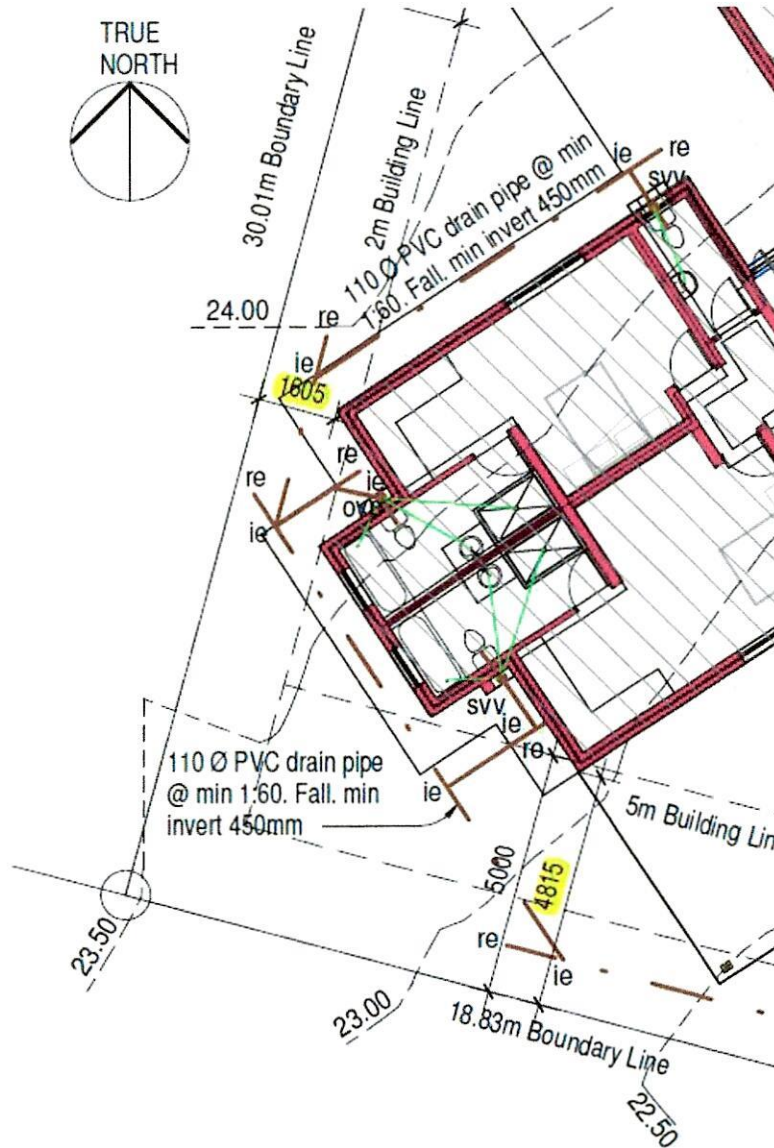 TRUE
NORTH
30.01m Boundary Line
2m Building Line
110 Ø PVC drain pipe @ min
1:60. Fall. min invert 450mm
ie
re
svv
24.00
re
ie
1805
re
re
ie
ie
svv
ie
re
110 Ø PVC drain pipe
@ min 1:60. Fall. min
invert 450mm
ie
5m Building Lin
5000
4815
re
ie
23.50
23.00
18.83m Boundary Line
22.50